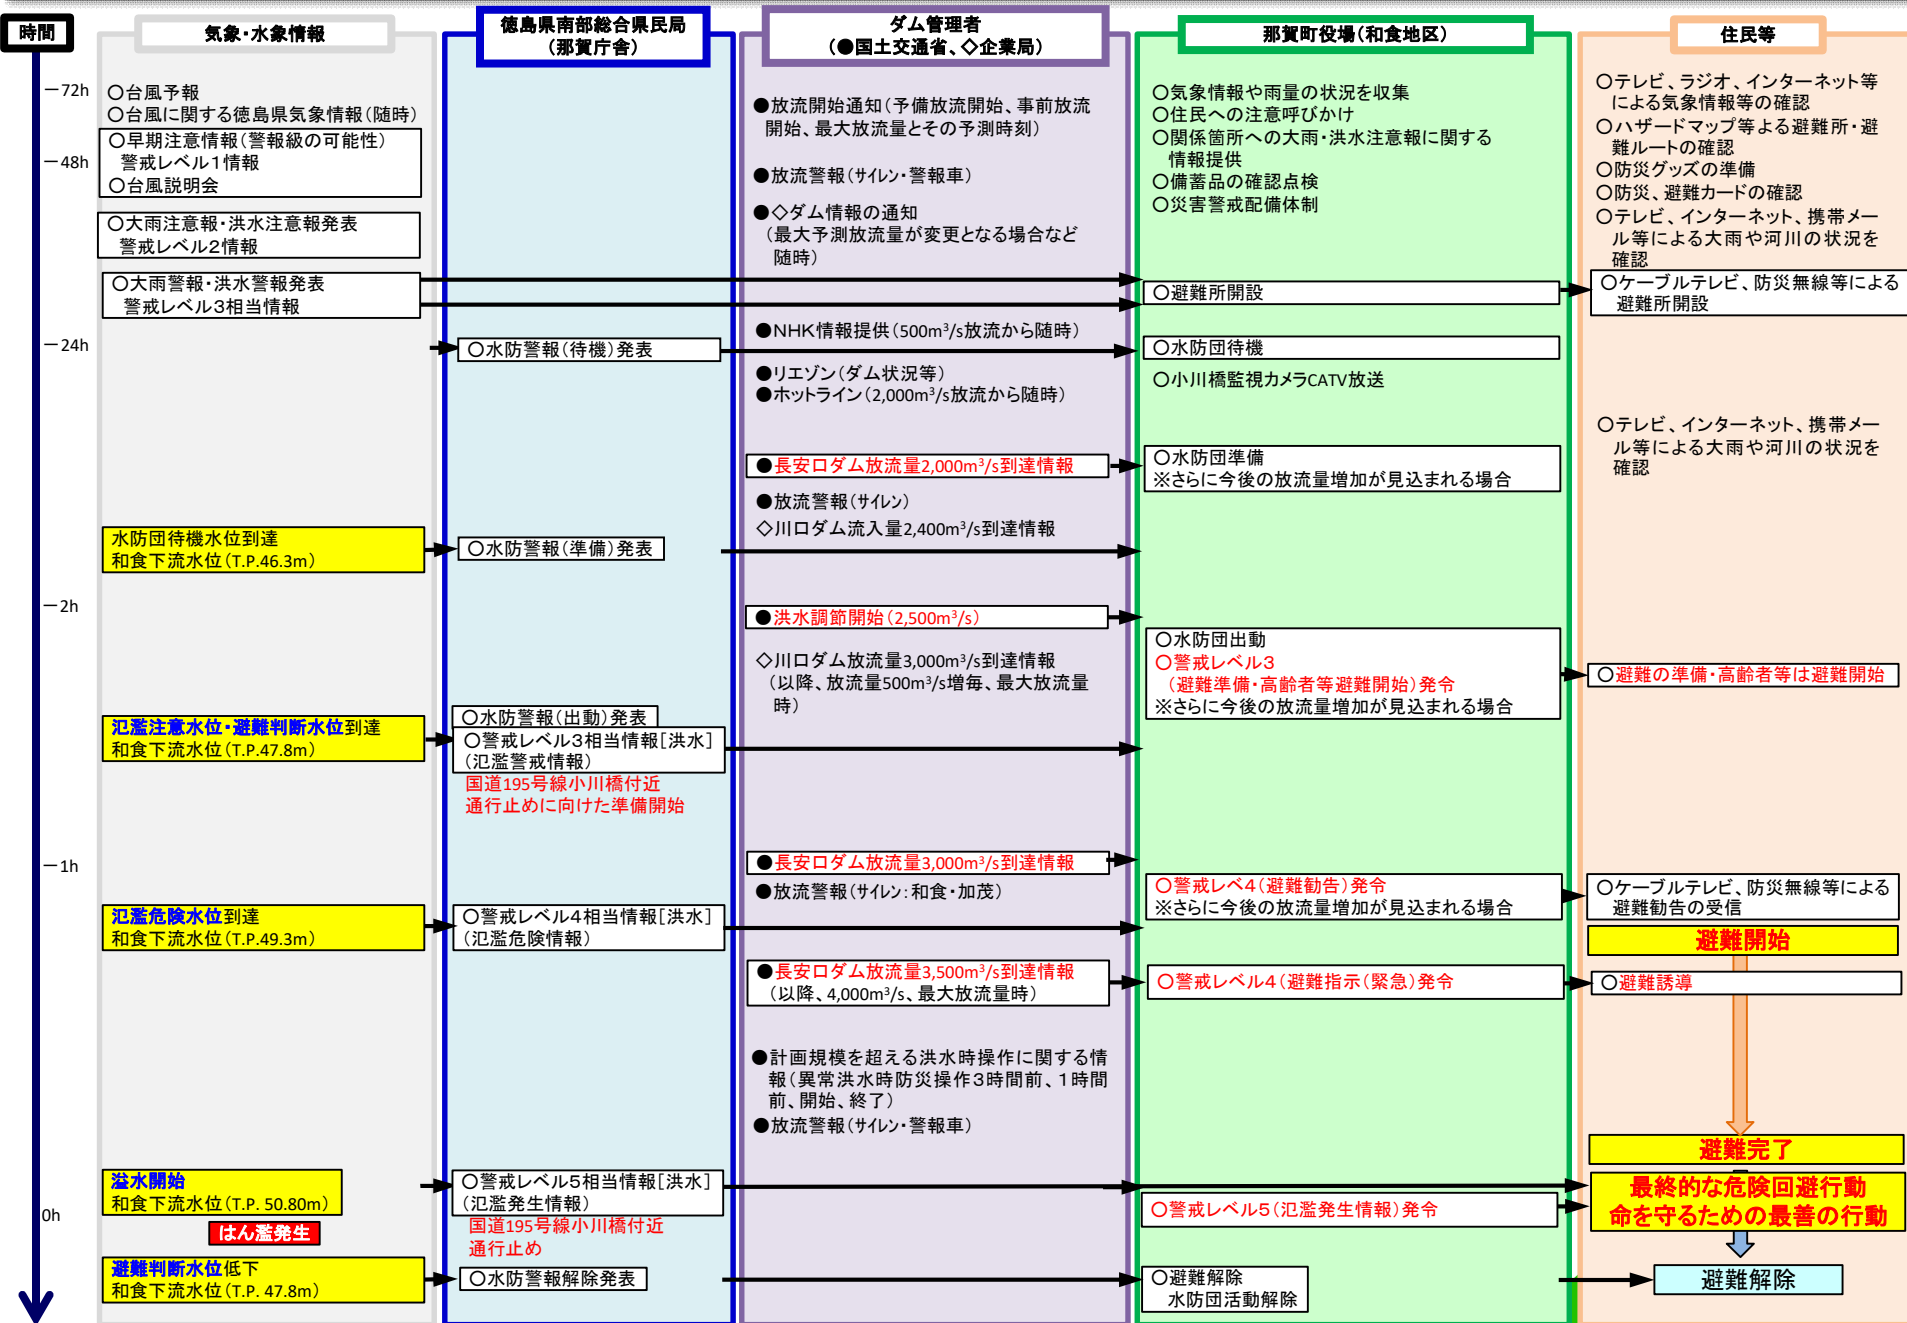 時間
気象・水象情報
徳島県南部総合県民局
(那賀庁舎)
ダム管理者
(●国土交通省、◇企業局)
那賀町役場(和食地区)
住民等
－72h
－48h
－24h
－2h
－1h
0h
○台風予報
○台風に関する徳島県気象情報(随時)
○早期注意情報(警報級の可能性)
警戒レベル1情報
○台風説明会
○大雨注意報・洪水注意報発表
警戒レベル2情報
○大雨警報・洪水警報発表
警戒レベル3相当情報
水防団待機水位到達
和食下流水位(T.P.46.3m)
氾濫注意水位・避難判断水位到達
和食下流水位(T.P.47.8m)
氾濫危険水位到達
和食下流水位(T.P.49.3m)
溢水開始
和食下流水位(T.P. 50.80m)
はん濫発生
避難判断水位低下
和食下流水位(T.P. 47.8m)
○水防警報(待機)発表
○水防警報(準備)発表
○水防警報(出動)発表
○警戒レベル3相当情報[洪水]
(氾濫警戒情報)
国道195号線小川橋付近
通行止めに向けた準備開始
○警戒レベル4相当情報[洪水]
(氾濫危険情報)
○警戒レベル5相当情報[洪水]
(氾濫発生情報)
国道195号線小川橋付近
通行止め
○水防警報解除発表
●放流開始通知(予備放流開始、事前放流
開始、最大放流量とその予測時刻)
●放流警報(サイレン・警報車)
●◇ダム情報の通知
(最大予測放流量が変更となる場合など
随時)
●NHK情報提供(500m³/s放流から随時)
●リエゾン(ダム状況等)
●ホットライン(2,000m³/s放流から随時)
●長安口ダム放流量2,000m³/s到達情報
●放流警報(サイレン)
◇川口ダム流入量2,400m³/s到達情報
●洪水調節開始(2,500m³/s)
◇川口ダム放流量3,000m³/s到達情報
(以降、放流量500m³/s増毎、最大放流量
時)
●長安口ダム放流量3,000m³/s到達情報
●放流警報(サイレン:和食・加茂)
●長安口ダム放流量3,500m³/s到達情報
(以降、4,000m³/s、最大放流量時)
●計画規模を超える洪水時操作に関する情
報(異常洪水時防災操作3時間前、1時間
前、開始、終了)
●放流警報(サイレン・警報車)
○気象情報や雨量の状況を収集
○住民への注意呼びかけ
○関係箇所への大雨・洪水注意報に関する
情報提供
○備蓄品の確認点検
○災害警戒配備体制
○避難所開設
○水防団待機
○小川橋監視カメラCATV放送
○水防団準備
※さらに今後の放流量増加が見込まれる場合
○水防団出動
○警戒レベル3
(避難準備・高齢者等避難開始)発令
※さらに今後の放流量増加が見込まれる場合
○警戒レベ4(避難勧告)発令
※さらに今後の放流量増加が見込まれる場合
○警戒レベル4(避難指示(緊急)発令
○警戒レベル5(氾濫発生情報)発令
○避難解除
水防団活動解除
○テレビ、ラジオ、インターネット等
による気象情報等の確認
○ハザードマップ等よる避難所・避
難ルートの確認
○防災グッズの準備
○防災、避難カードの確認
○テレビ、インターネット、携帯メー
ル等による大雨や河川の状況を
確認
○ケーブルテレビ、防災無線等による
避難所開設
○テレビ、インターネット、携帯メー
ル等による大雨や河川の状況を
確認
○避難の準備・高齢者等は避難開始
○ケーブルテレビ、防災無線等による
避難勧告の受信
避難開始
○避難誘導
避難完了
最終的な危険回避行動
命を守るための最善の行動
避難解除